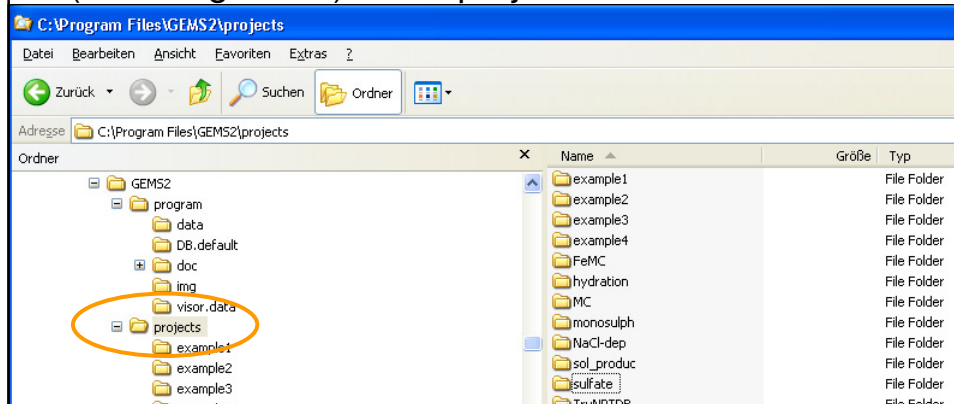 C:\Program Files\GEMS2\projects
Datei Bearbeiten Ansicht Favoriten Extras ?
Zurück Suchen Ordner
Adresse C:\Program Files\GEMS2\projects
Ordner × Name Größe Typ
GEMS2
program
data
DB.default
doc
img
visor.data
projects
example1
example2
example3
example1 File Folder
example2 File Folder
example3 File Folder
example4 File Folder
FeMC File Folder
hydration File Folder
MC File Folder
monosulph File Folder
NaCl-dep File Folder
sol_produc File Folder
sulfate File Folder
File Folder